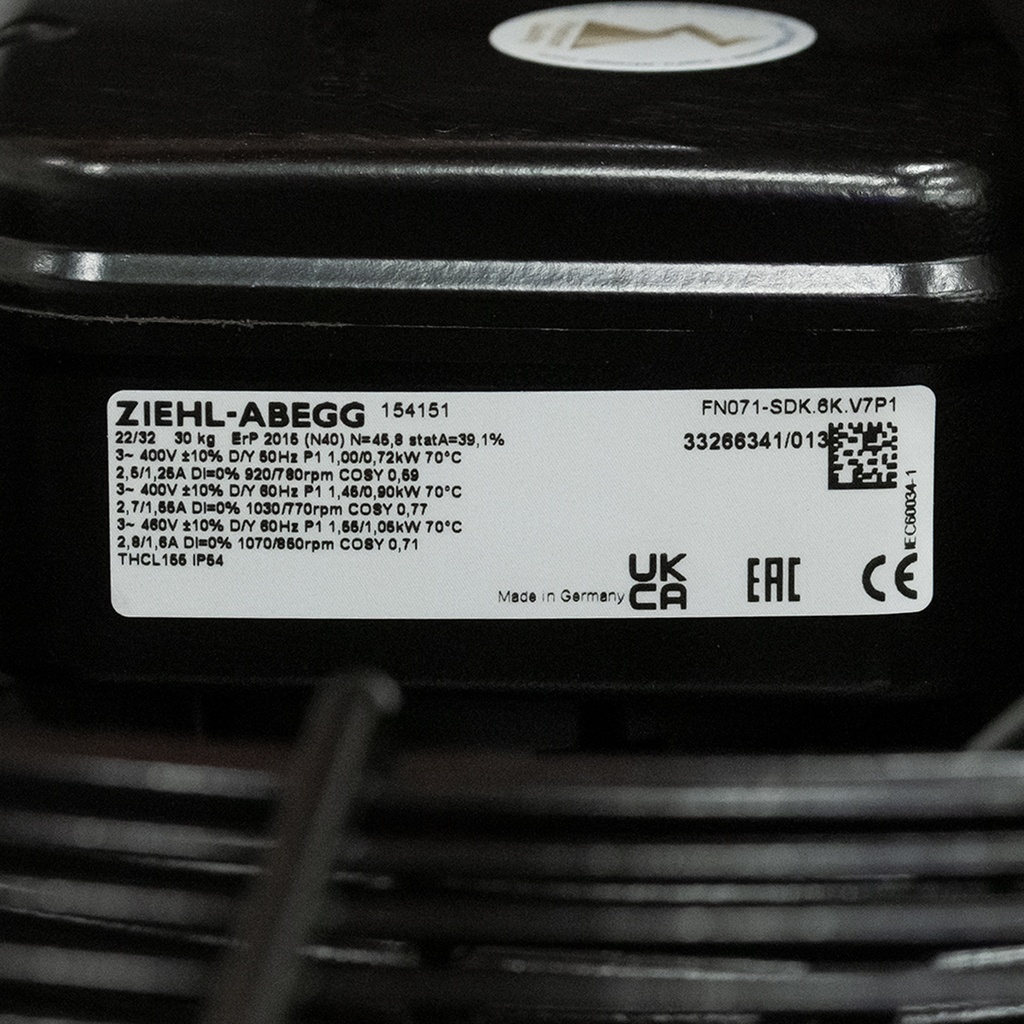 ZIEHL-ABEGG 154151
FN071-SDK.6K.V7P1
22/32 30 kg ErP 2015 (N40) N=45,8 statA=39,1%
33266341/013
3~ 400V ±10% D/Y 50Hz P1 1,00/0,72kW 70°C
2,5/1,25A DI=0% 920/780rpm COSY 0,59
3~ 400V ±10% D/Y 60Hz P1 1,45/0,90kW 70°C
2,7/1,55A DI=0% 1030/770rpm COSY 0,77
3~ 460V ±10% D/Y 60Hz P1 1,55/1,05kW 70°C
2,8/1,6A DI=0% 1070/850rpm COSY 0,71
THCL155 IP54
IEC60034-1
Made in Germany
UK
CA
EAC
CE